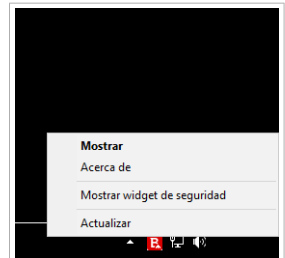 Mostrar
Acerca de
Mostrar widget de seguridad
Actualizar
B